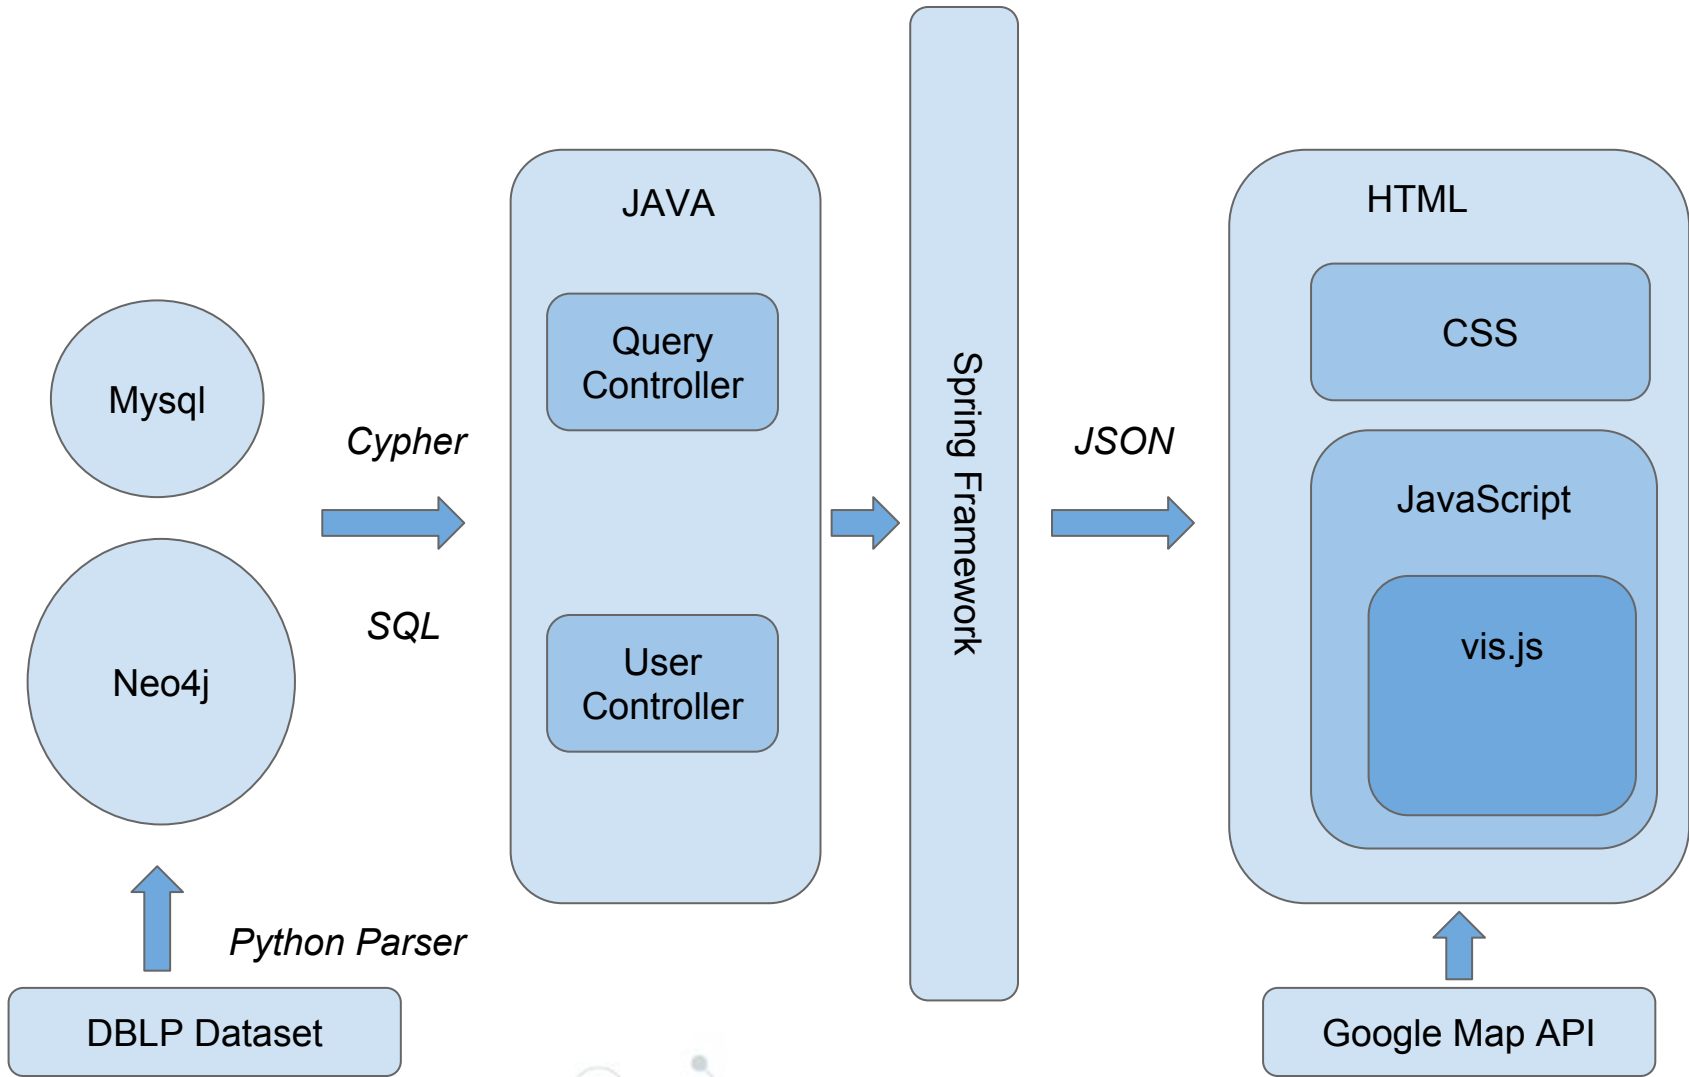 Mysql
Neo4j
Cypher
SQL
Python Parser
DBLP Dataset
JAVA
Query
Controller
User
Controller
Spring Framework
JSON
HTML
CSS
JavaScript
vis.js
Google Map API